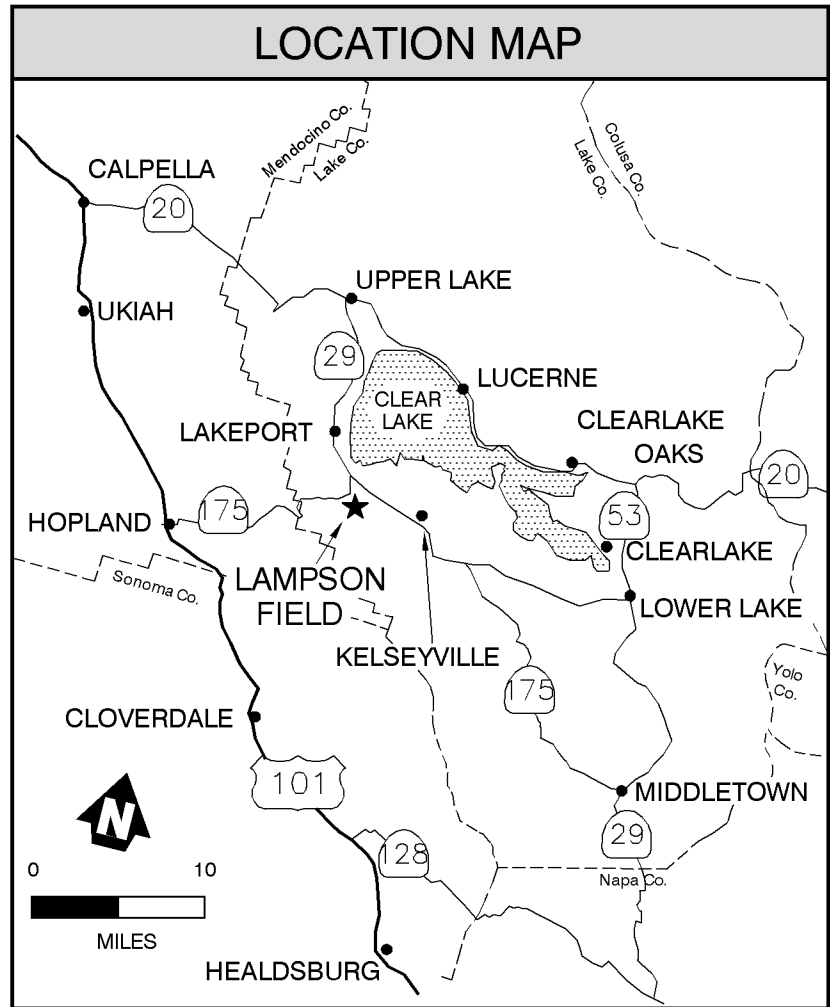 LOCATION MAP
Mendocino Co.
Lake Co.
Colusa Co.
Lake Co.
CALPELLA
20
UPPER LAKE
UKIAH
29
LUCERNE
CLEAR
LAKE
CLEARLAKE
OAKS
LAKEPORT
20
175
53
HOPLAND
CLEARLAKE
Sonoma Co.
LAMPSON
FIELD
LOWER LAKE
KELSEYVILLE
Yolo
Co.
175
CLOVERDALE
101
MIDDLETOWN
N
29
128
0
10
Napa Co.
MILES
HEALDSBURG